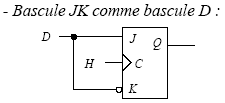 - Bascule JK comme bascule D :
D J Q
H C
K